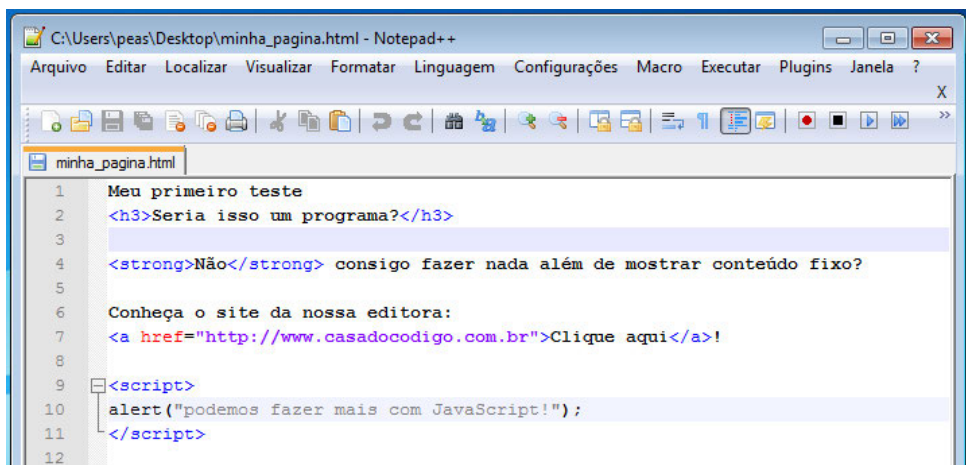 C:\Users\peas\Desktop\minha_pagina.html - Notepad++
Arquivo Editar Localizar Visualizar Formatar Linguagem Configurações Macro Executar Plugins Janela ?
X
minha_pagina.html
1 Meu primeiro teste
2 <h3>Seria isso um programa?</h3>
3
4 <strong>Não</strong> consigo fazer nada além de mostrar conteúdo fixo?
5
6 Conheça o site da nossa editora:
7 <a href="http://www.casadocodigo.com.br">Clique aqui</a>!
8
9 <script>
10 alert("podemos fazer mais com JavaScript!");
11 </script>
12